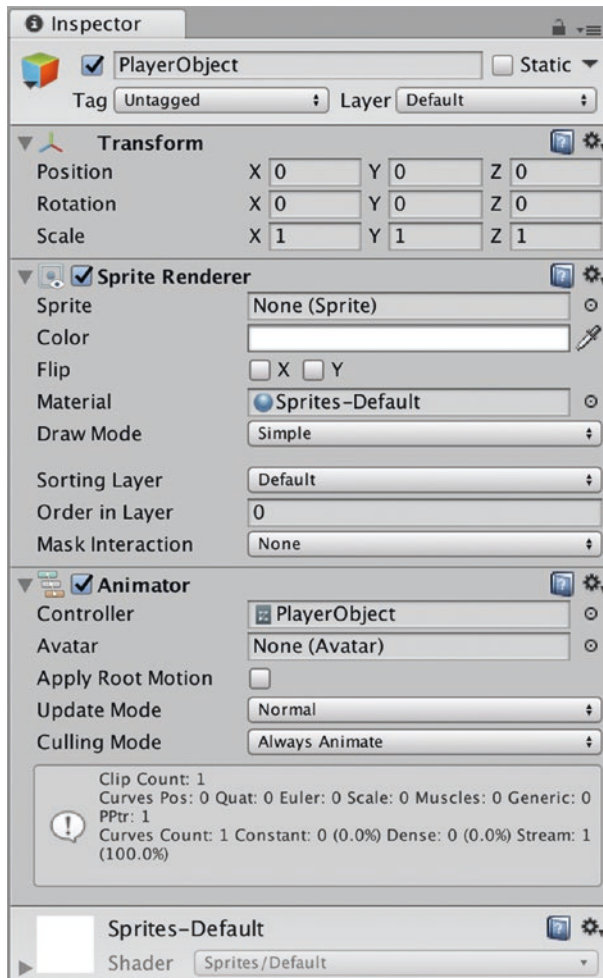 Inspector
PlayerObject Static
Tag Untagged Layer Default
Transform
Position X 0 Y 0 Z 0
Rotation X 0 Y 0 Z 0
Scale X 1 Y 1 Z 1
Sprite Renderer
Sprite None (Sprite)
Color
Flip X Y
Material Sprites-Default
Draw Mode Simple
Sorting Layer Default
Order in Layer 0
Mask Interaction None
Animator
Controller PlayerObject
Avatar None (Avatar)
Apply Root Motion
Update Mode Normal
Culling Mode Always Animate
Clip Count: 1
Curves Pos: 0 Quat: 0 Euler: 0 Scale: 0 Muscles: 0 Generic: 0
PPtr: 1
Curves Count: 1 Constant: 0 (0.0%) Dense: 0 (0.0%) Stream: 1
(100.0%)
Sprites-Default
Shader Sprites/Default